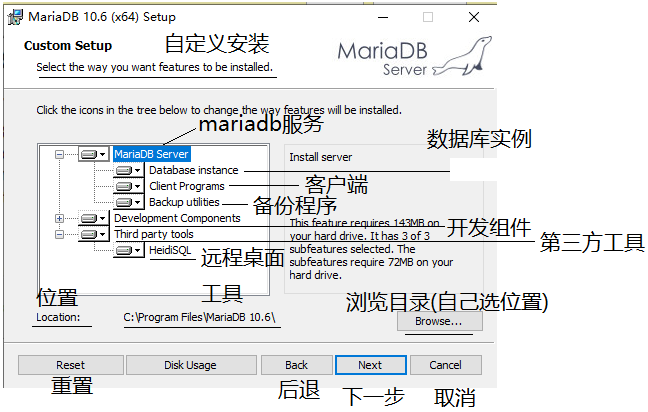 MariaDB 10.6 (x64) Setup
Custom Setup
自定义安装
Select the way you want features to be installed.
MariaDB
Server
Click the icons in the tree below to change the way features will be installed.
mariadb服务
数据库实例
MariaDB Server
Install server
Database instance
Client Programs
客户端
Backup utilities
备份程序
Development Components
开发组件
This feature requires 143MB on
your hard drive. It has 3 of 3
subfeatures selected. The
subfeatures require 72MB on your
hard drive.
Third party tools
第三方工具
HeidiSQL
远程桌面
工具
位置
浏览目录(自己选位置)
Location:
C:\Program Files\MariaDB 10.6\
Browse...
Reset
Disk Usage
Back
Next
Cancel
重置
后退
下一步
取消